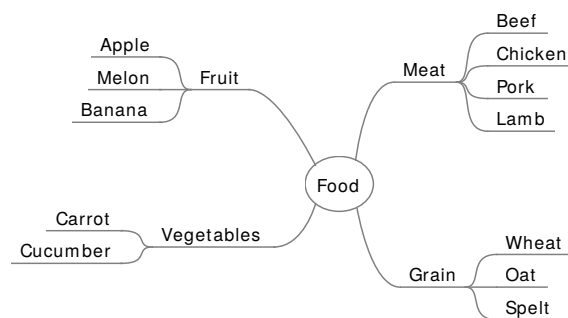 Food
Fruit
Apple
Melon
Banana
Vegetables
Carrot
Cucumber
Meat
Beef
Chicken
Pork
Lamb
Grain
Wheat
Oat
Spelt